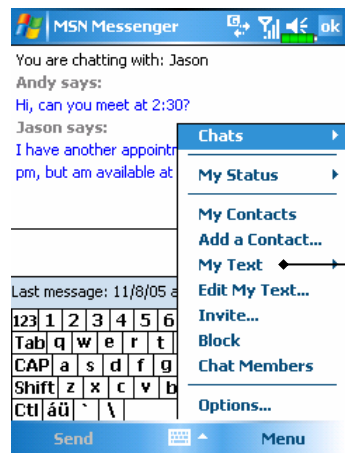 MSN Messenger ok
You are chatting with: Jason
Andy says:
Hi, can you meet at 2:30?
Jason says:
I have another
pm, but am available at
Chats
My Status
My Contacts
Add a Contact...
My Text
Edit My Text...
Invite...
Block
Chat Members
Options...
Last message: 11/8/05
123 1 2 3 4 5 6
Tab q w e r t
CAP a s d f g
Shift z x c v b
Ctl áü ` \
Send Menu